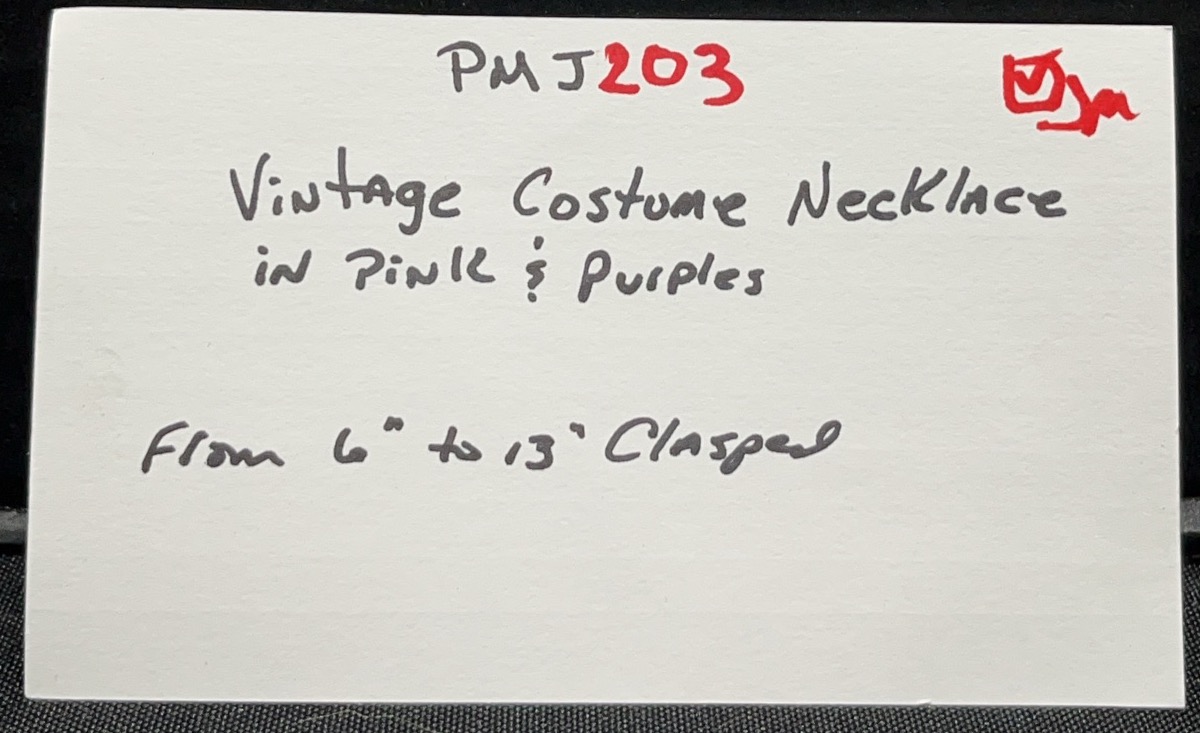 PMJ203
Vintage Costume Necklace
in Pink & Purples
From 6" to 13" Clasped